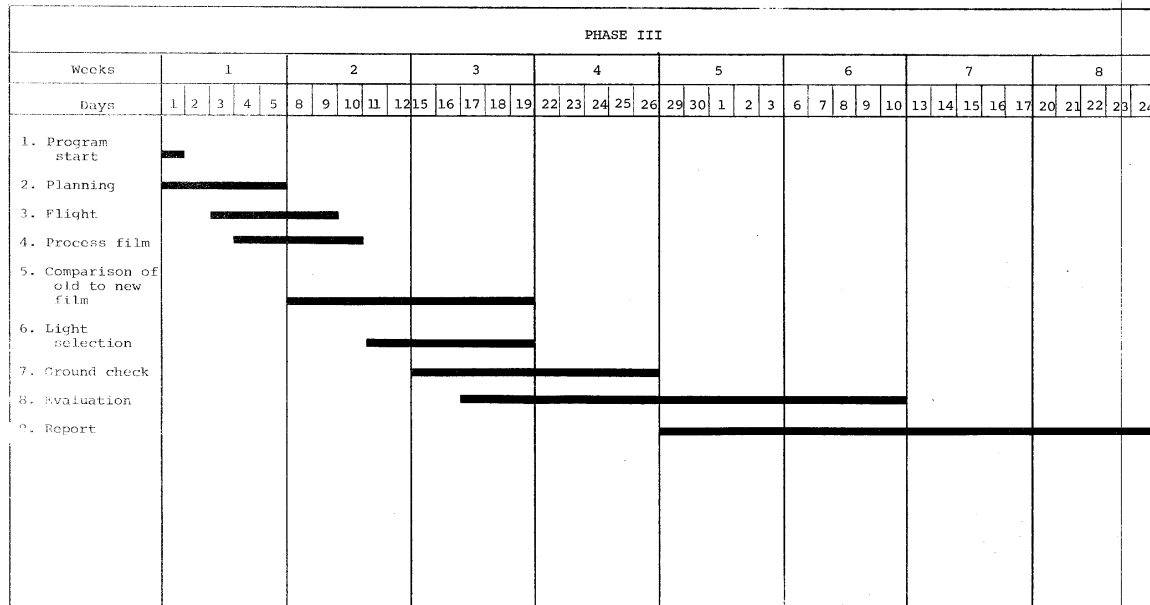 PHASE III
Weeks 1 2 3 4 5 6 7 8
Days 1 2 3 4 5 8 9 10 11 12 15 16 17 18 19 22 23 24 25 26 29 30 1 2 3 6 7 8 9 10 13 14 15 16 17 20 21 22 23 24
1. Program
start
2. Planning
3. Flight
4. Process film
5. Comparison of
old to new
film
6. Light
selection
7. Ground check
8. Evaluation
9. Report